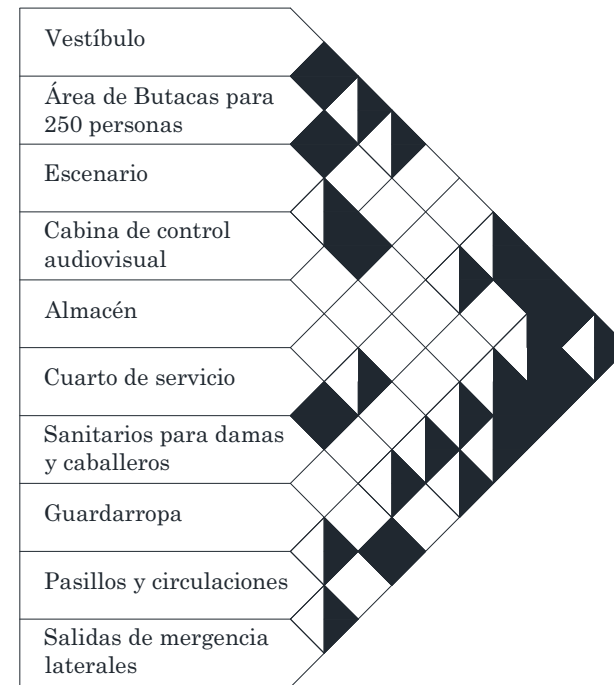 Vestíbulo
Área de Butacas para
250 personas
Escenario
Cabina de control
audiovisual
Almacén
Cuarto de servicio
Sanitarios para damas
y caballeros
Guardarropa
Pasillos y circulaciones
Salidas de mergencia
laterales